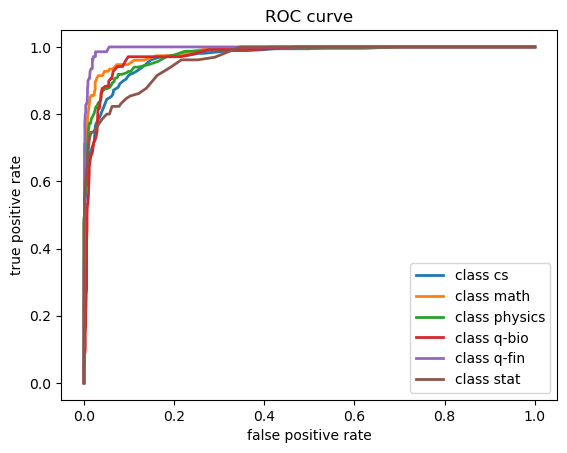 ROC curve
1.0
0.8
0.6
0.4
0.2
0.0
true positive rate
class cs
class math
class physics
class q-bio
class q-fin
class stat
0.0 0.2 0.4 0.6 0.8 1.0
false positive rate